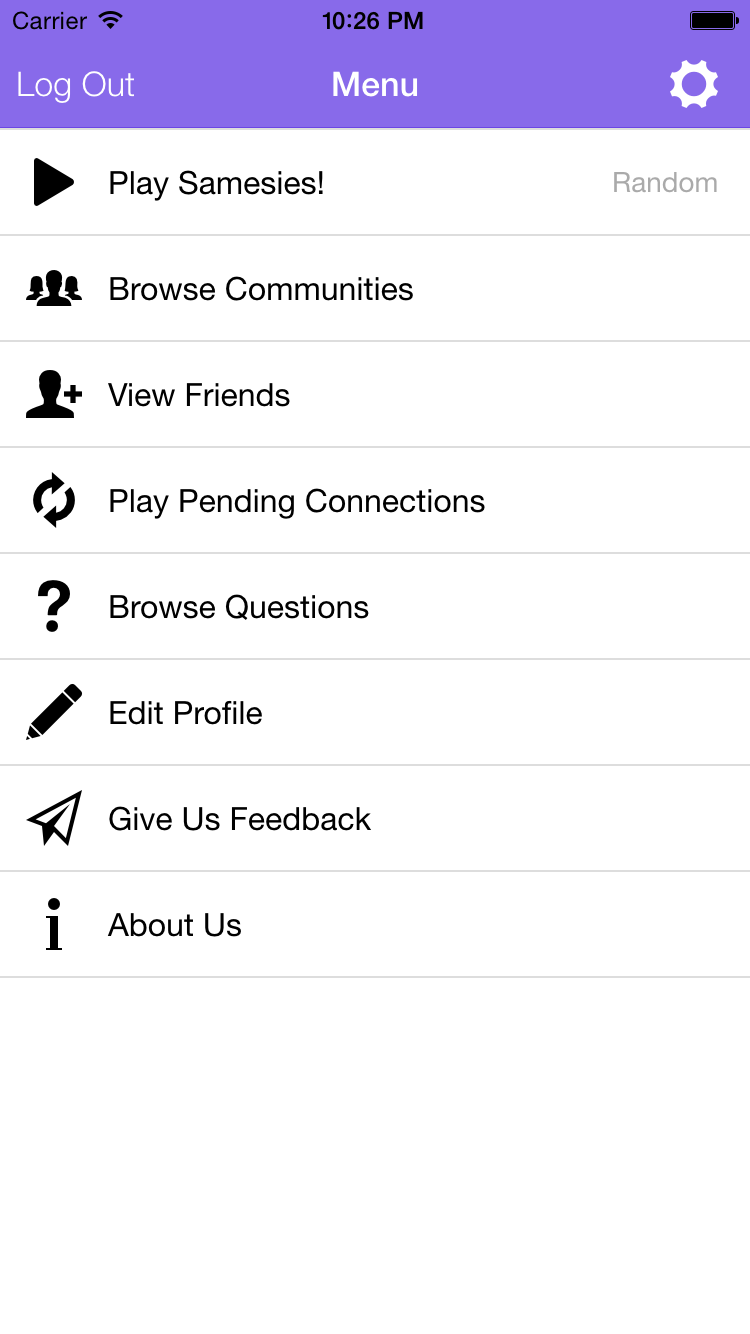 Carrier 10:26 PM
Log Out Menu
Play Samesies! Random
Browse Communities
View Friends
Play Pending Connections
Browse Questions
Edit Profile
Give Us Feedback
About Us